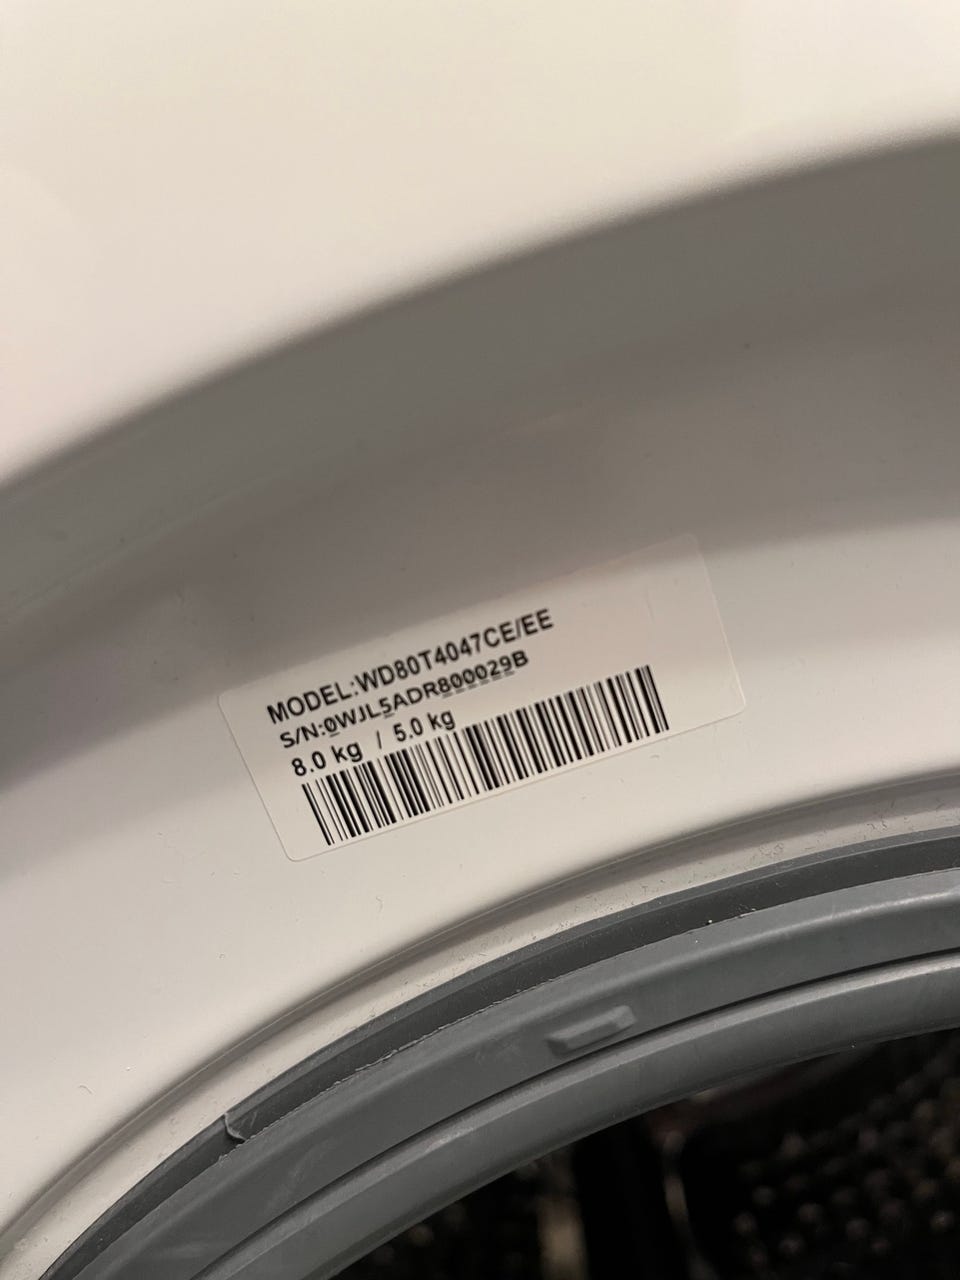 MODEL:WD80T4047CE/EE
S/N:0WJL5ADR800029B
8.0 kg / 5.0 kg